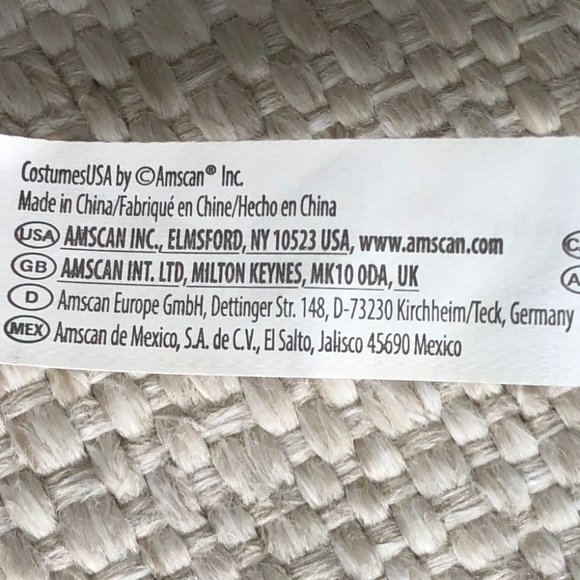 CostumesUSA by ©Amscan® Inc.
Made in China/Fabriqué en Chine/Hecho en China
USA AMSCAN INC., ELMSFORD, NY 10523 USA, www.amscan.com
GB AMSCAN INT. LTD, MILTON KEYNES, MK10 0DA, UK
D Amscan Europe GmbH, Dettinger Str. 148, D-73230 Kirchheim/Teck, Germany
MEX Amscan de Mexico, S.A. de C.V., El Salto, Jalisco 45690 Mexico